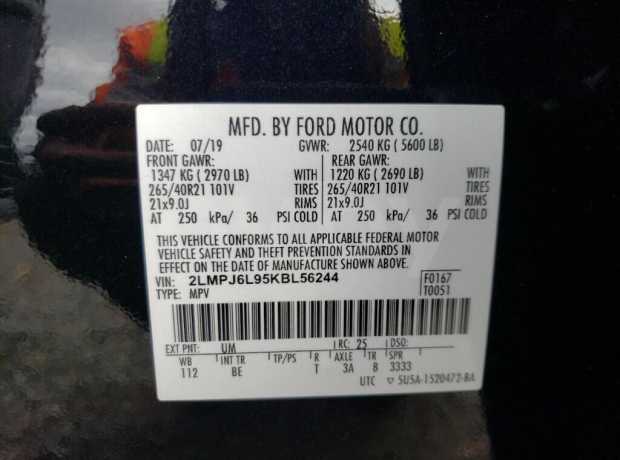 MFD. BY FORD MOTOR CO.
DATE: 07/19 GVWR: 2540 KG ( 5600 LB)
FRONT GAWR: REAR GAWR:
1347 KG ( 2970 LB) WITH 1220 KG ( 2690 LB) WITH
265/40R21 101V TIRES 265/40R21 101V TIRES
21x9.0J RIMS 21x9.0J RIMS
AT 250 kPa/ 36 PSI COLD AT 250 kPa/ 36 PSI COLD
THIS VEHICLE CONFORMS TO ALL APPLICABLE FEDERAL MOTOR
VEHICLE SAFETY AND THEFT PREVENTION STANDARDS IN
EFFECT ON THE DATE OF MANUFACTURE SHOWN ABOVE.
VIN: 2LMPJ6L95KBL56244 F0167
TYPE: MPV T0051
EXT PNT: UM RC: 25 DSO:
WB INT TR TP/PS R AXLE TR SPR
112 BE T 3A 8 3333
UTC 5U5A-1520472-BA